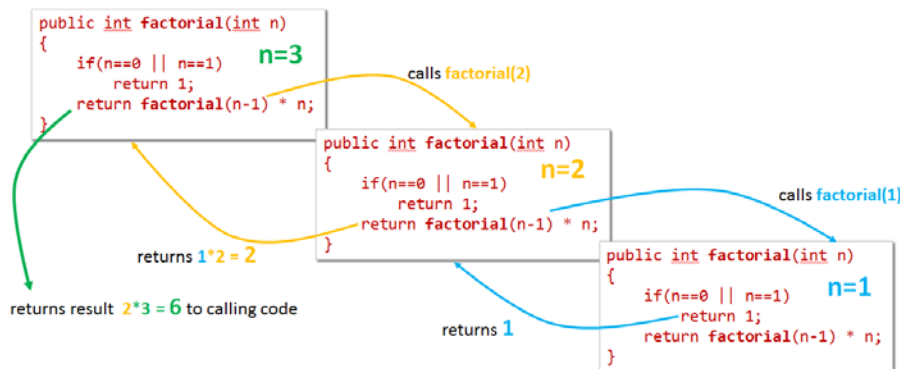 public int factorial(int n)
{
if(n==0 || n==1)
n=3
return 1;
return factorial(n-1) * n;
}
calls factorial(2)
public int factorial(int n)
{
n=2
if(n==0 || n==1)
return 1;
return factorial(n-1) * n;
}
calls factorial(1)
returns 1*2 = 2
public int factorial(int n)
{
n=1
if(n==0 || n==1)
return 1;
return factorial(n-1) * n;
}
returns result 2*3 = 6 to calling code
returns 1